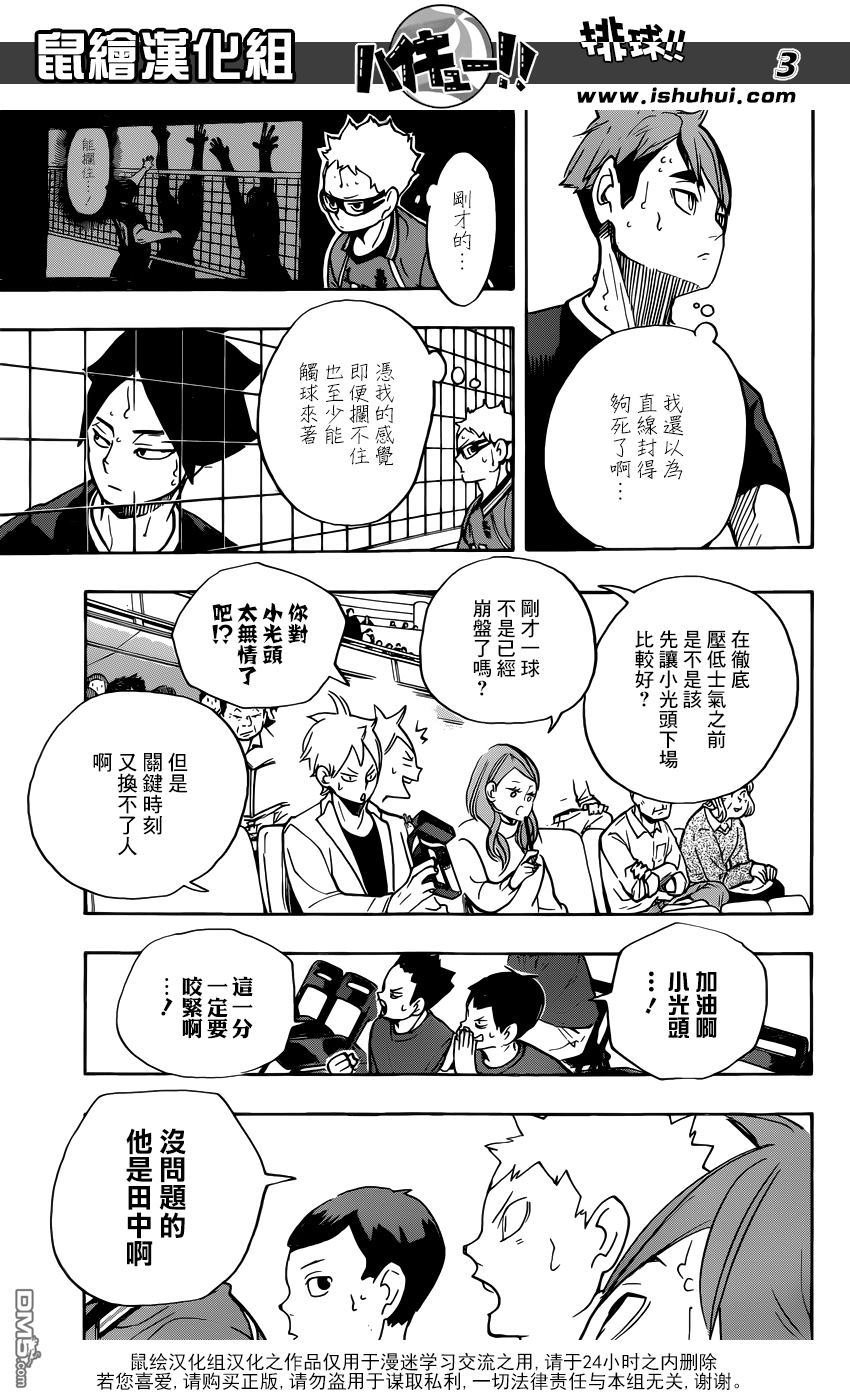 鼠繪漢化組
ハイキュー!!
排球!!
3
www.ishuhui.com
我還以為
直線封得
夠死了啊…
剛才的…
能攔住…!
憑我的感覺
即便攔不住
也至少能
觸球來著
在徹底
壓低士氣之前
是不是該
先讓小光頭下場
比較好?
剛才一球
不是已經
崩盤了嗎?
你對
小光頭
太無情了
吧!?
但是
關鍵時刻
又換不了人
啊
加油啊
小光頭
…!
這一分
一定要
咬緊啊
…!
沒問題的
他是田中啊
DM5.com
鼠绘汉化组汉化之作品仅用于漫迷学习交流之用, 请于24小时之内删除
若您喜爱, 请购买正版, 请勿用于谋取私利, 一切法律责任与本组无关, 谢谢。